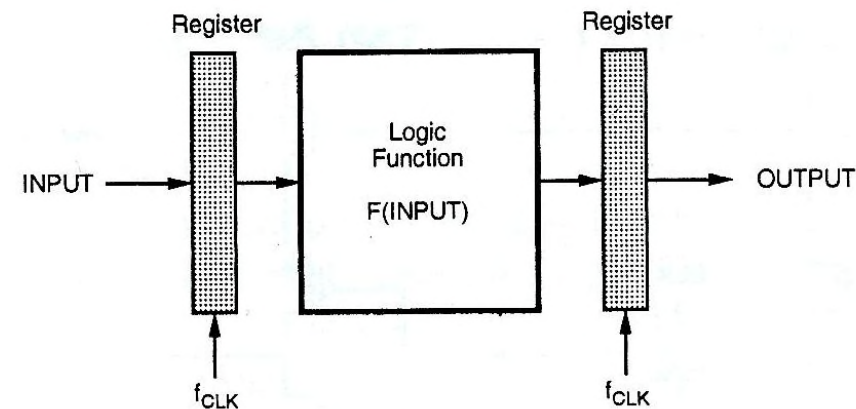 Register
Register
INPUT
Logic
Function
F(INPUT)
OUTPUT
fCLK
fCLK